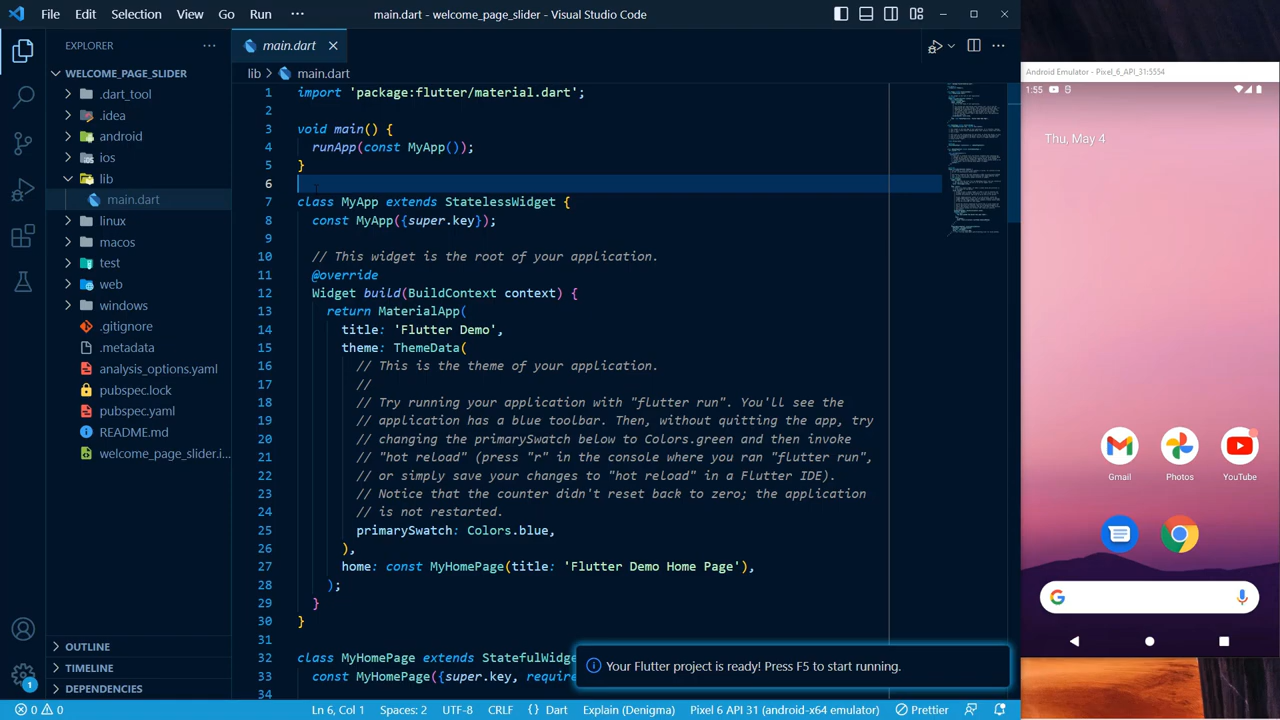 File Edit Selection View Go Run ··· main.dart - welcome_page_slider - Visual Studio Code
EXPLORER ···
WELCOME_PAGE_SLIDER
.dart_tool
.idea
android
ios
lib
main.dart
linux
macos
test
web
windows
.gitignore
.metadata
analysis_options.yaml
pubspec.lock
pubspec.yaml
README.md
welcome_page_slider.i...
OUTLINE
TIMELINE
DEPENDENCIES
main.dart
lib > main.dart
1 import 'package:flutter/material.dart';
2
3 void main() {
4 runApp(const MyApp());
5 }
6
7 class MyApp extends StatelessWidget {
8 const MyApp({super.key});
9
10 // This widget is the root of your application.
11 @override
12 Widget build(BuildContext context) {
13 return MaterialApp(
14 title: 'Flutter Demo',
15 theme: ThemeData(
16 // This is the theme of your application.
17 //
18 // Try running your application with "flutter run". You'll see the
19 // application has a blue toolbar. Then, without quitting the app, try
20 // changing the primarySwatch below to Colors.green and then invoke
21 // "hot reload" (press "r" in the console where you ran "flutter run",
22 // or simply save your changes to "hot reload" in a Flutter IDE).
23 // Notice that the counter didn't reset back to zero; the application
24 // is not restarted.
25 primarySwatch: Colors.blue,
26 ),
27 home: const MyHomePage(title: 'Flutter Demo Home Page'),
28 );
29 }
30 }
31
32 class MyHomePage extends StatefulWidge
33 const MyHomePage({super.key, require
34
Your Flutter project is ready! Press F5 to start running.
1
0 0 Ln 6, Col 1 Spaces: 2 UTF-8 CRLF {} Dart Explain (Denigma) Pixel 6 API 31 (android-x64 emulator) Prettier
Android Emulator - Pixel_6_API_31:5554
1:55
Thu, May 4
Gmail Photos YouTube